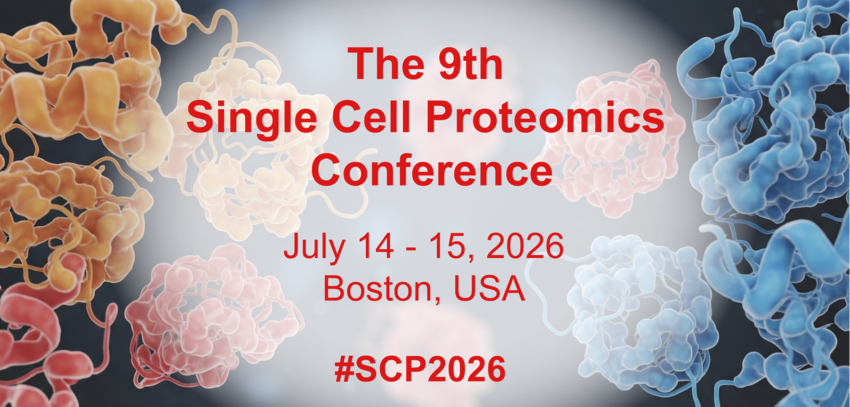 The 9th
Single Cell Proteomics
Conference
July 14 - 15, 2026
Boston, USA
#SCP2026